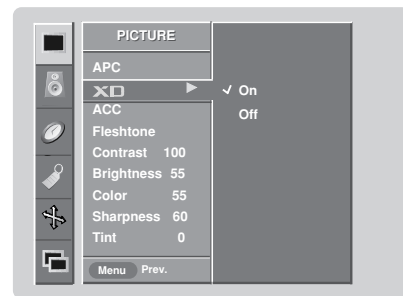 PICTURE
APC
XD
On
ACC
Off
Fleshtone
Contrast 100
Brightness 55
Color 55
Sharpness 60
Tint 0
Menu Prev.